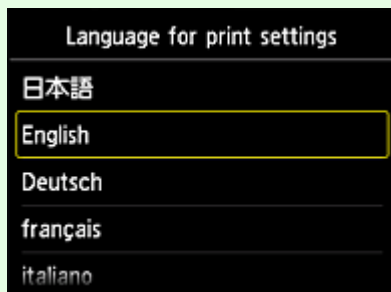 Language for print settings
日本語
English
Deutsch
français
italiano